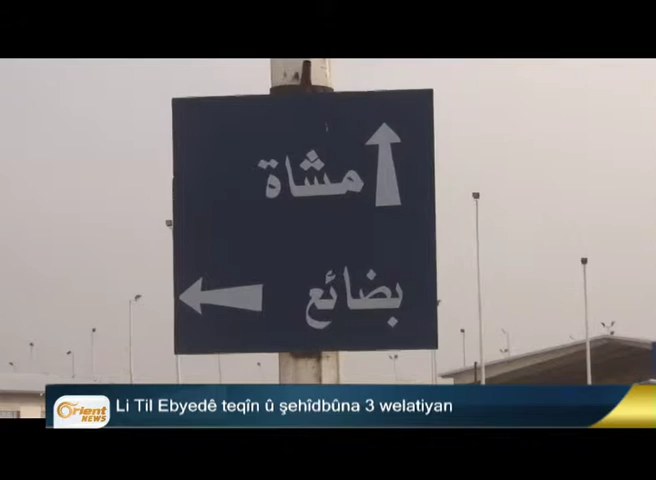 مشاة
بضائع
Orient
NEWS
Li Til Ebyedê teqîn û şehîdbûna 3 welatiyan